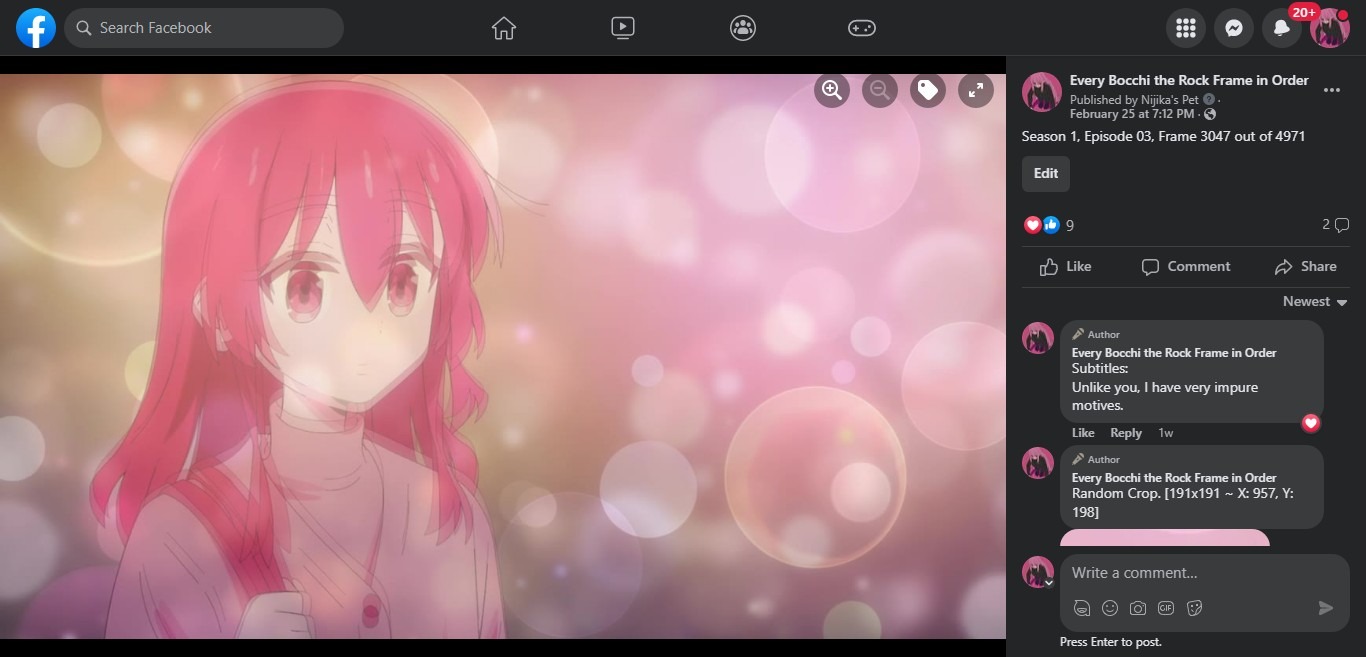 Search Facebook
20+
Every Bocchi the Rock Frame in Order
Published by Nijika's Pet ·
February 25 at 7:12 PM ·
Season 1, Episode 03, Frame 3047 out of 4971
Edit
9
2
Like
Comment
Share
Newest
Author
Every Bocchi the Rock Frame in Order
Subtitles:
Unlike you, I have very impure
motives.
Like Reply 1w
Author
Every Bocchi the Rock Frame in Order
Random Crop. [191x191 ~ X: 957, Y:
198]
Write a comment...
GIF
Press Enter to post.